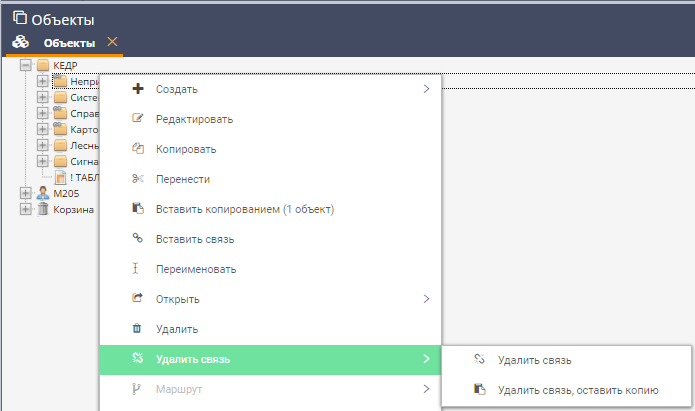 Объекты
Объекты
КЕДР
Непри
Систе
Справ
Карто
Лесны
Сигна
! ТАБЛ
M205
Корзина
Создать
Редактировать
Копировать
Перенести
Вставить копированием (1 объект)
Вставить связь
Переименовать
Открыть
Удалить
Удалить связь
Маршрут
Удалить связь
Удалить связь, оставить копию